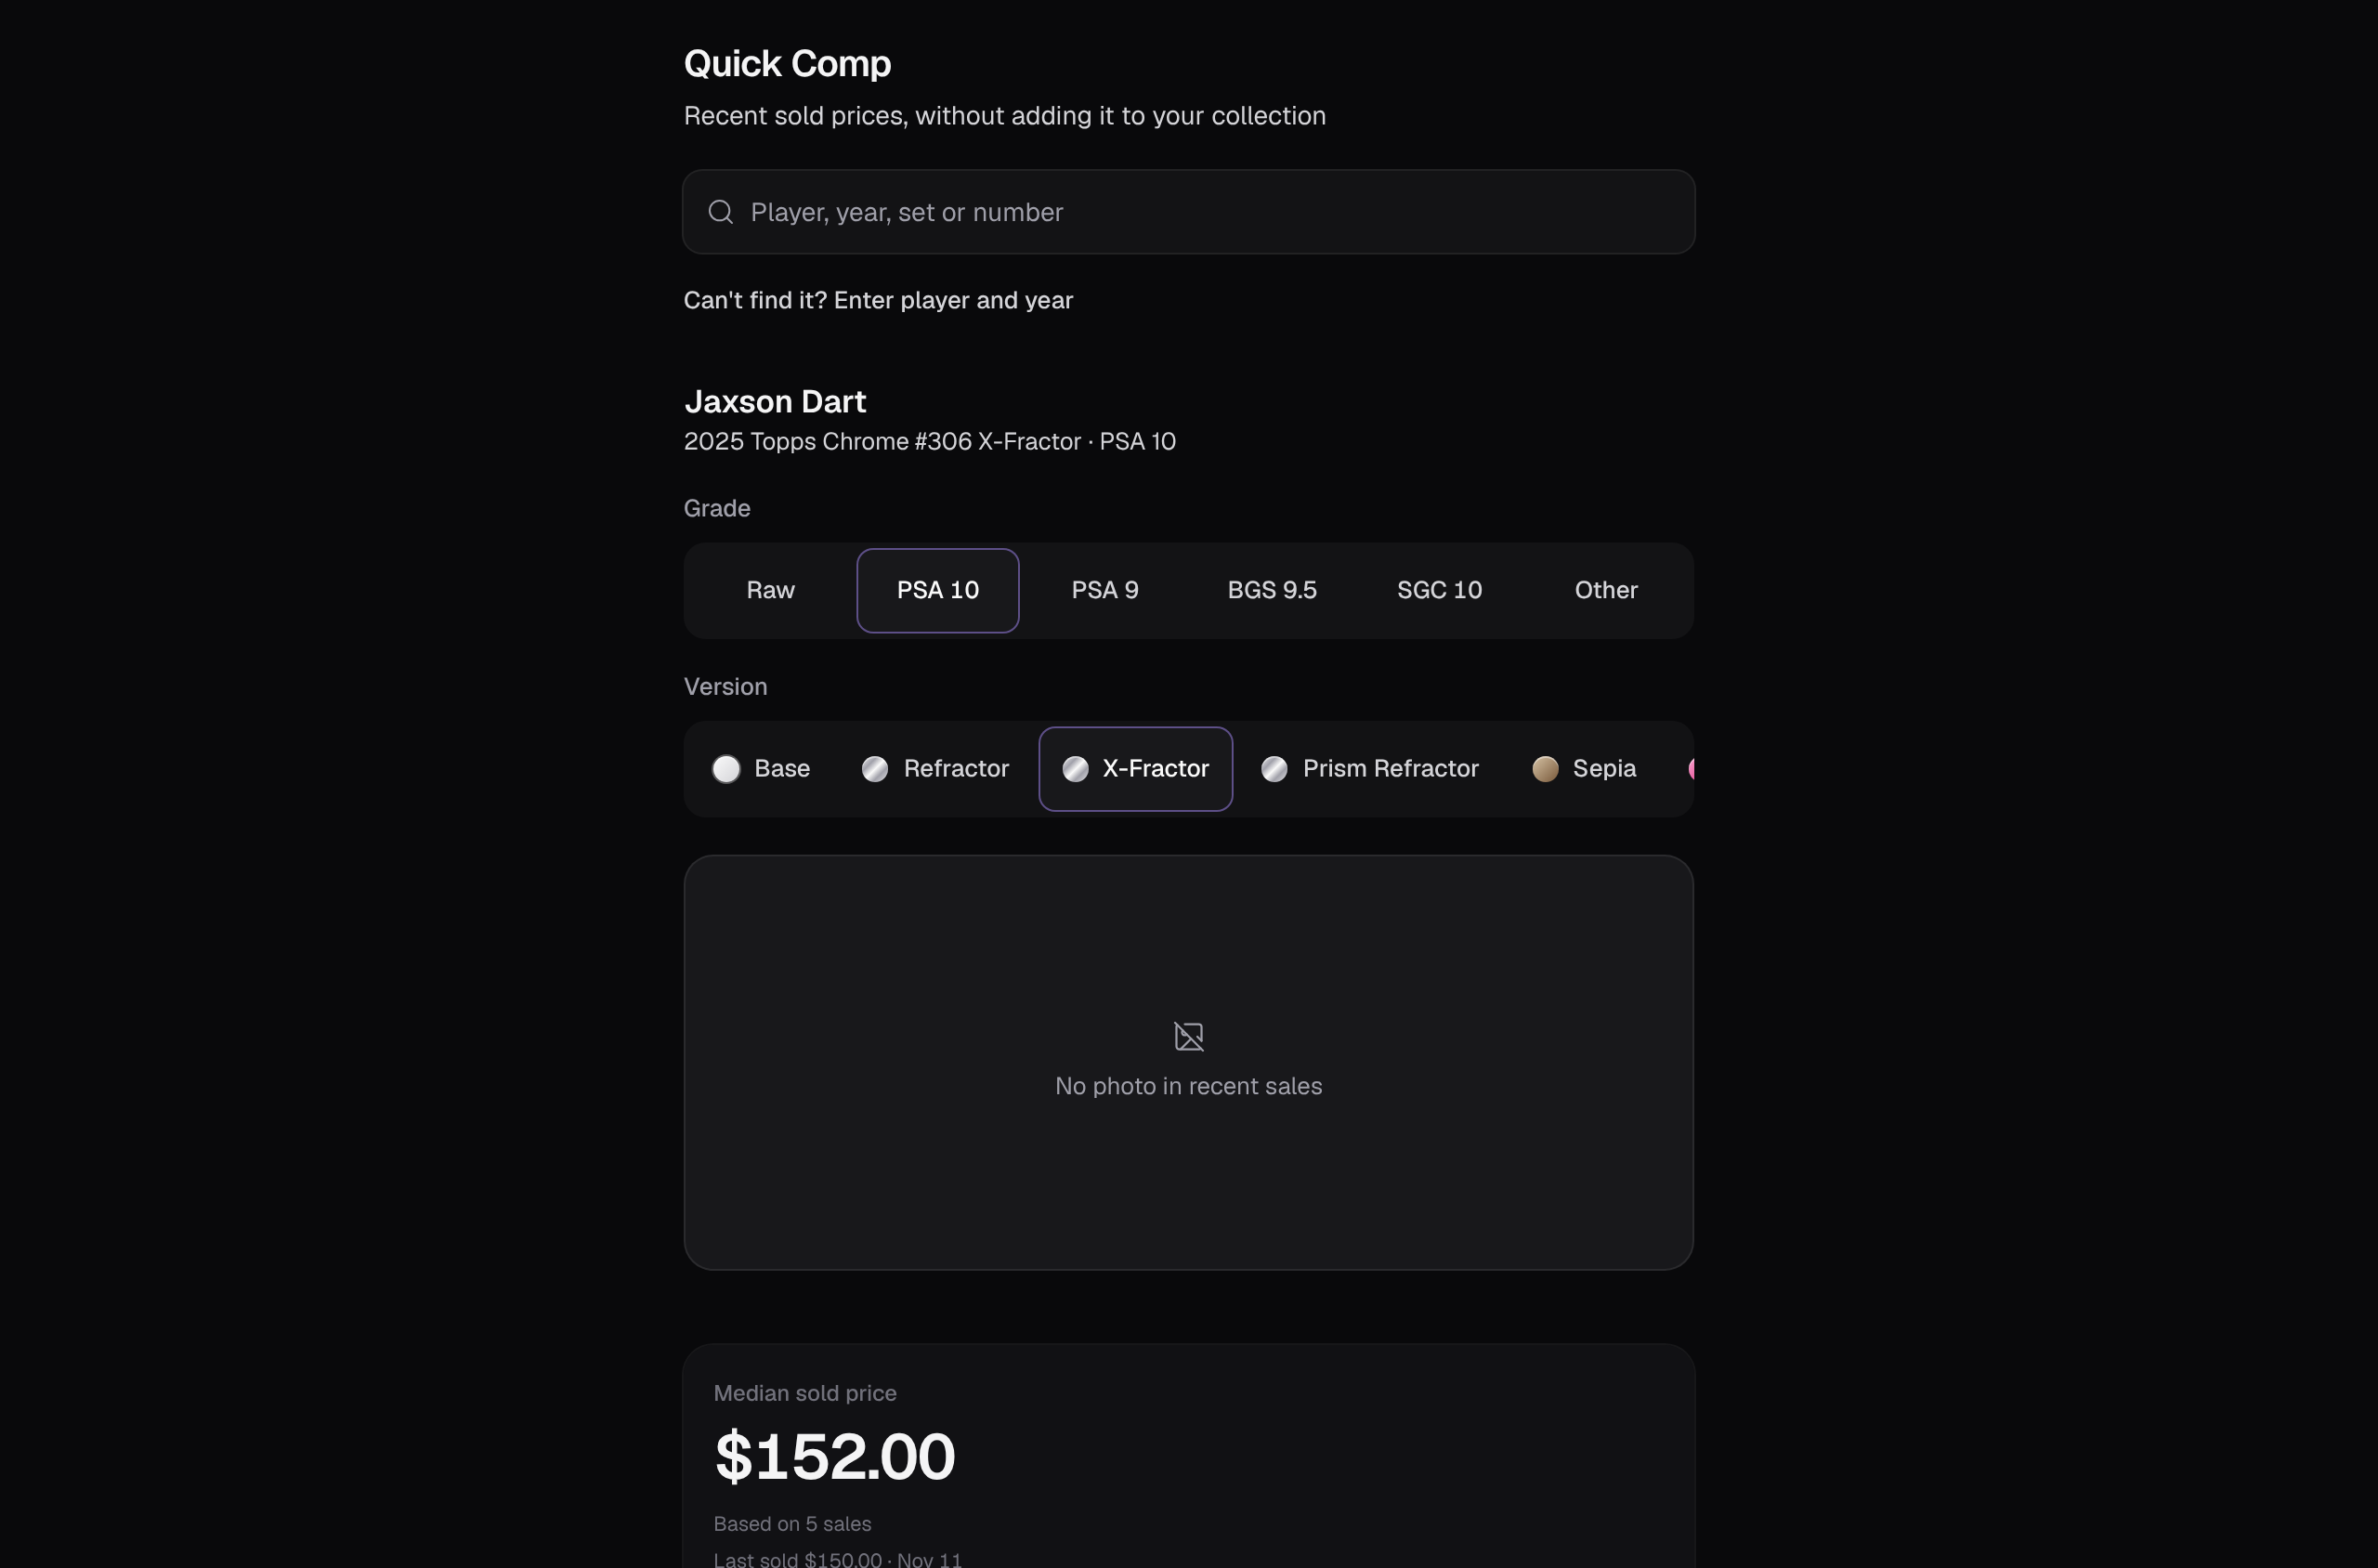 Quick Comp
Recent sold prices, without adding it to your collection
Player, year, set or number
Can't find it? Enter player and year
Jaxson Dart
2025 Topps Chrome #306 X-Fractor · PSA 10
Grade
Raw PSA 10 PSA 9 BGS 9.5 SGC 10 Other
Version
Base Refractor X-Fractor Prism Refractor Sepia
No photo in recent sales
Median sold price
$152.00
Based on 5 sales
Last sold $150.00 · Nov 11